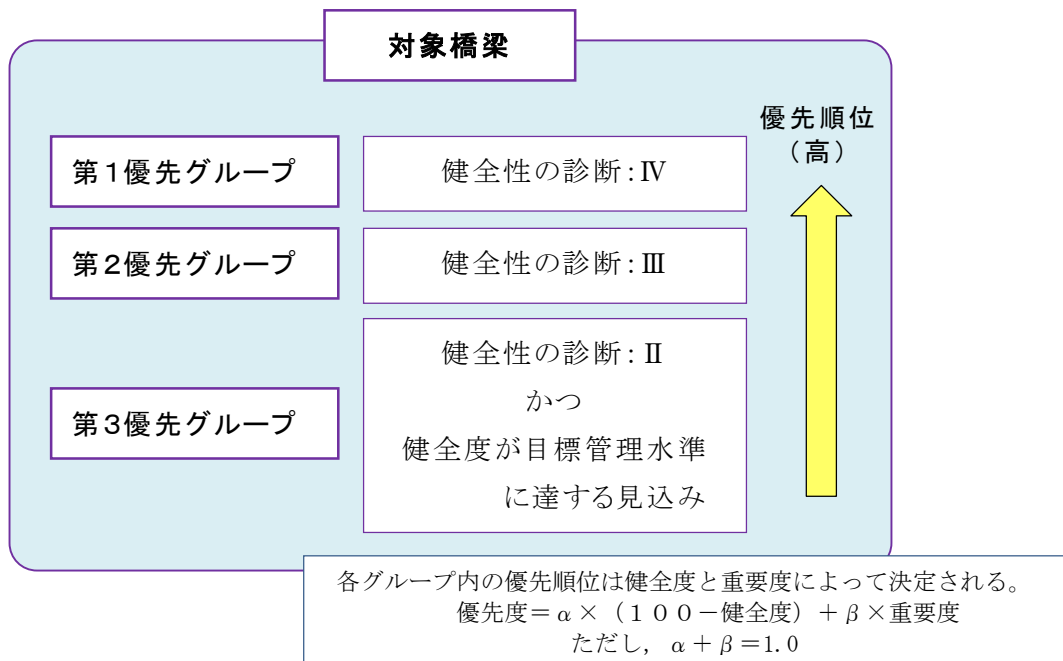 対象橋梁
優先順位
（高）
第１優先グループ
健全性の診断：Ⅳ
第２優先グループ
健全性の診断：Ⅲ
第３優先グループ
健全性の診断：Ⅱ
かつ
健全度が目標管理水準
に達する見込み
各グループ内の優先順位は健全度と重要度によって決定される。
優先度＝α×（１００－健全度）＋β×重要度
ただし，α＋β＝1.0